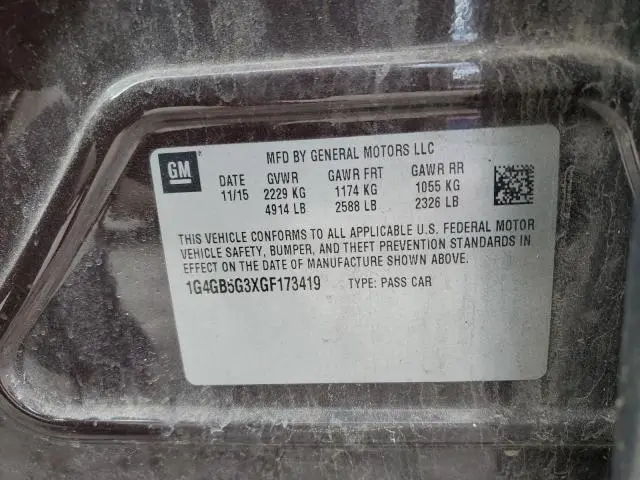 GM
MFD BY GENERAL MOTORS LLC
DATE GVWR GAWR FRT GAWR RR
11/15 2229 KG 1174 KG 1055 KG
4914 LB 2588 LB 2326 LB
THIS VEHICLE CONFORMS TO ALL APPLICABLE U.S. FEDERAL MOTOR
VEHICLE SAFETY, BUMPER, AND THEFT PREVENTION STANDARDS IN
EFFECT ON THE DATE OF MANUFACTURE SHOWN ABOVE.
1G4GB5G3XGF173419 TYPE: PASS CAR